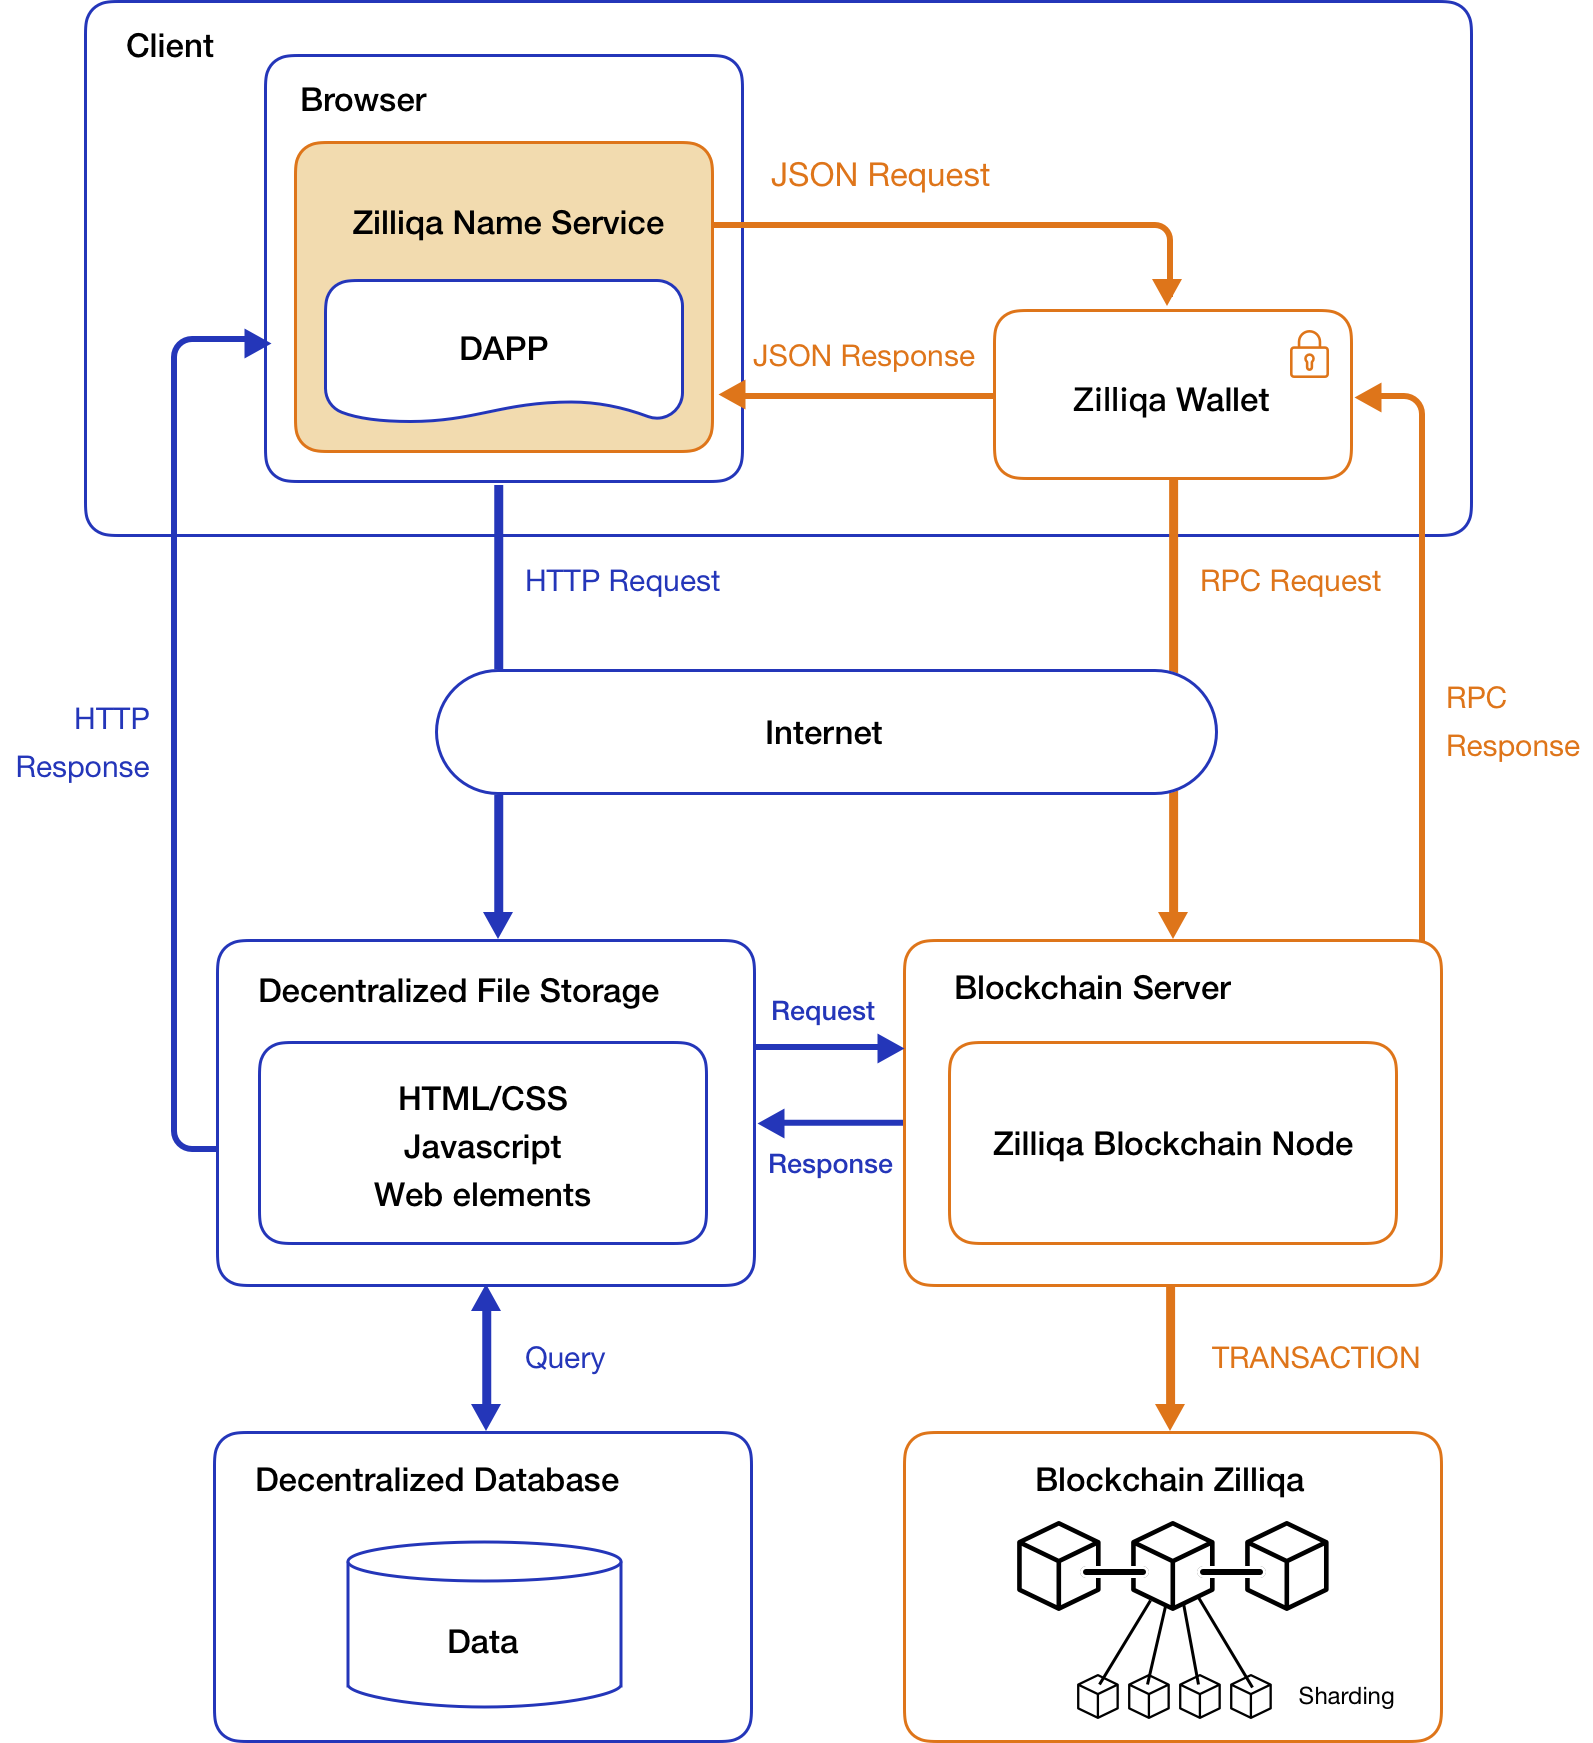 Client
Browser
Zilliqa Name Service
DAPP
JSON Request
JSON Response
Zilliqa Wallet
HTTP Request
RPC Request
HTTP
Response
Internet
RPC
Response
Decentralized File Storage
HTML/CSS
Javascript
Web elements
Request
Response
Blockchain Server
Zilliqa Blockchain Node
Query
TRANSACTION
Decentralized Database
Data
Blockchain Zilliqa
Sharding